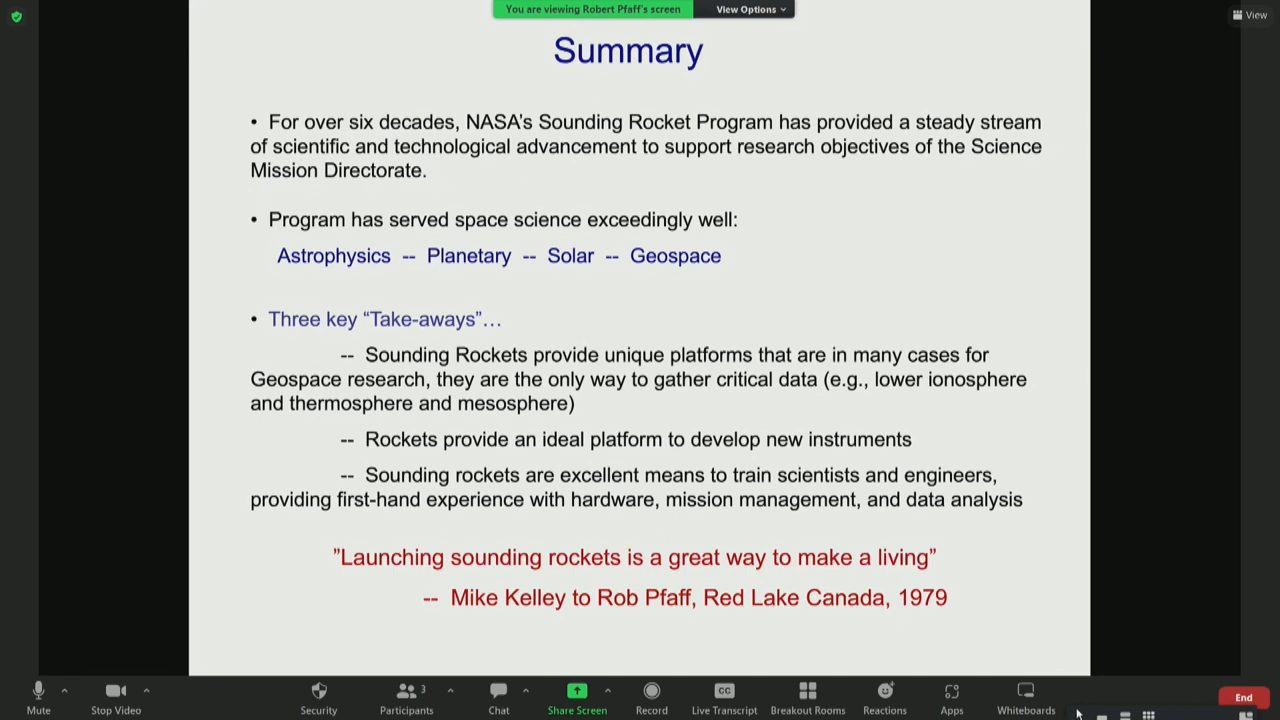 You are viewing Robert Pfaff's screen
View Options
View
Summary
• For over six decades, NASA's Sounding Rocket Program has provided a steady stream
of scientific and technological advancement to support research objectives of the Science
Mission Directorate.
• Program has served space science exceedingly well:
Astrophysics -- Planetary -- Solar -- Geospace
• Three key “Take-aways”…
-- Sounding Rockets provide unique platforms that are in many cases for
Geospace research, they are the only way to gather critical data (e.g., lower ionosphere
and thermosphere and mesosphere)
-- Rockets provide an ideal platform to develop new instruments
-- Sounding rockets are excellent means to train scientists and engineers,
providing first-hand experience with hardware, mission management, and data analysis
”Launching sounding rockets is a great way to make a living”
-- Mike Kelley to Rob Pfaff, Red Lake Canada, 1979
3
CC
End
Mute Stop Video Security Participants Chat Share Screen Record Live Transcript Breakout Rooms Reactions Apps Whiteboards